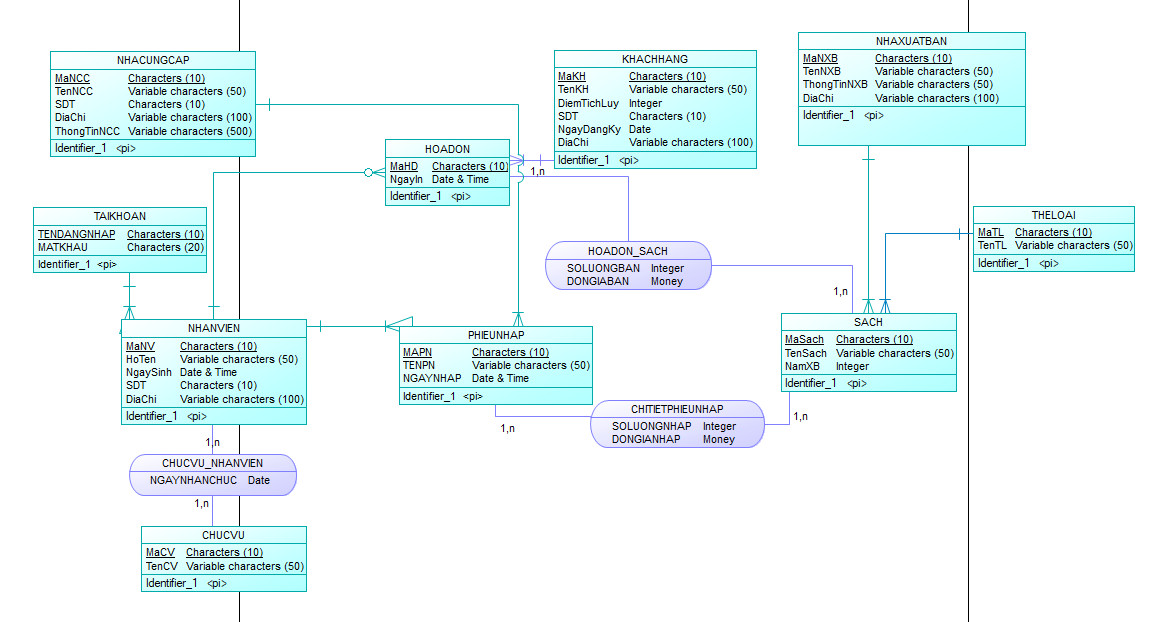 NHACUNGCAP
MaNCC Characters (10)
TenNCC Variable characters (50)
SDT Characters (10)
DiaChi Variable characters (100)
ThongTinNCC Variable characters (500)
Identifier_1 <pi>
KHACHHANG
MaKH Characters (10)
TenKH Variable characters (50)
DiemTichLuy Integer
SDT Characters (10)
NgayDangKy Date
DiaChi Variable characters (100)
Identifier_1 <pi>
NHAXUATBAN
MaNXB Characters (10)
TenNXB Variable characters (50)
ThongTinNXB Variable characters (50)
DiaChi Variable characters (100)
Identifier_1 <pi>
HOADON
MaHD Characters (10)
NgayIn Date & Time
Identifier_1 <pi>
1,n
TAIKHOAN
TENDANGNHAP Characters (10)
MATKHAU Characters (20)
Identifier_1 <pi>
THELOAI
MaTL Characters (10)
TenTL Variable characters (50)
Identifier_1 <pi>
HOADON_SACH
SOLUONGBAN Integer
DONGIABAN Money
1,n
NHANVIEN
MaNV Characters (10)
HoTen Variable characters (50)
NgaySinh Date & Time
SDT Characters (10)
DiaChi Variable characters (100)
Identifier_1 <pi>
PHIEUNHAP
MAPN Characters (10)
TENPN Variable characters (50)
NGAYNHAP Date & Time
Identifier_1 <pi>
SACH
MaSach Characters (10)
TenSach Variable characters (50)
NamXB Integer
Identifier_1 <pi>
CHITIETPHIEUNHAP
SOLUONGNHAP Integer
DONGIANHAP Money
1,n
1,n
1,n
CHUCVU_NHANVIEN
NGAYNHANCHUC Date
1,n
CHUCVU
MaCV Characters (10)
TenCV Variable characters (50)
Identifier_1 <pi>